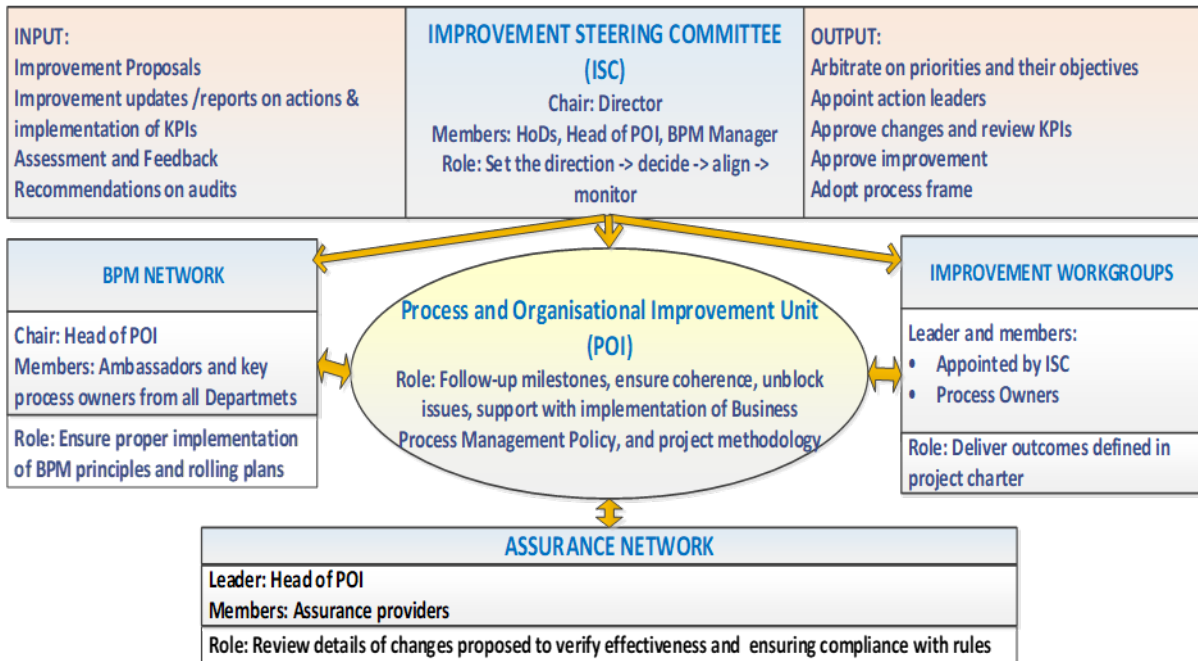 INPUT:
Improvement Proposals
Improvement updates /reports on actions &
implementation of KPIs
Assessment and Feedback
Recommendations on audits
IMPROVEMENT STEERING COMMITTEE
(ISC)
Chair: Director
Members: HoDs, Head of POI, BPM Manager
Role: Set the direction -> decide -> align ->
monitor
OUTPUT:
Arbitrate on priorities and their objectives
Appoint action leaders
Approve changes and review KPIs
Approve improvement
Adopt process frame
BPM NETWORK
Chair: Head of POI
Members: Ambassadors and key
process owners from all Departmets
Role: Ensure proper implementation
of BPM principles and rolling plans
Process and Organisational Improvement Unit
(POI)
Role: Follow-up milestones, ensure coherence, unblock
issues, support with implementation of Business
Process Management Policy, and project methodology
IMPROVEMENT WORKGROUPS
Leader and members:
• Appointed by ISC
• Process Owners
Role: Deliver outcomes defined in
project charter
ASSURANCE NETWORK
Leader: Head of POI
Members: Assurance providers
Role: Review details of changes proposed to verify effectiveness and ensuring compliance with rules